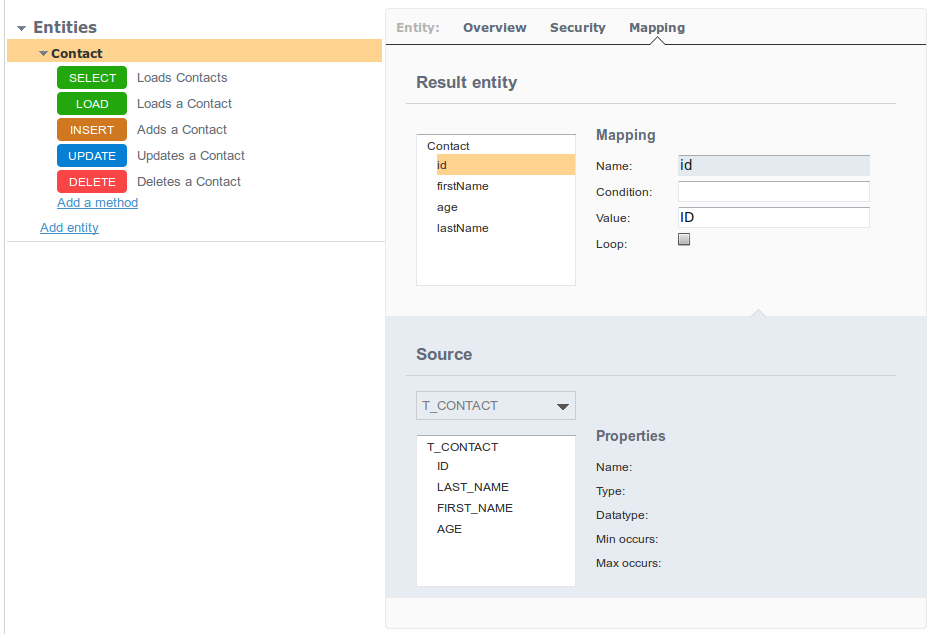 Entities
Contact
SELECT Loads Contacts
LOAD Loads a Contact
INSERT Adds a Contact
UPDATE Updates a Contact
DELETE Deletes a Contact
Add a method
Add entity
Entity: Overview Security Mapping
Result entity
Contact
id
firstName
age
lastName
Mapping
Name: id
Condition:
Value: ID
Loop:
Source
T_CONTACT
T_CONTACT
ID
LAST_NAME
FIRST_NAME
AGE
Properties
Name:
Type:
Datatype:
Min occurs:
Max occurs: